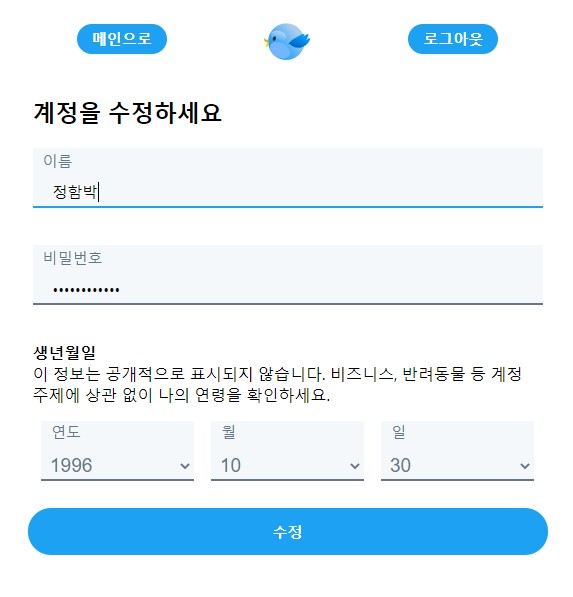 메인으로
로그아웃
계정을 수정하세요
이름
정함박
비밀번호
••••••••••••
생년월일
이 정보는 공개적으로 표시되지 않습니다. 비즈니스, 반려동물 등 계정
주제에 상관 없이 나의 연령을 확인하세요.
연도 월 일
1996 10 30
수정